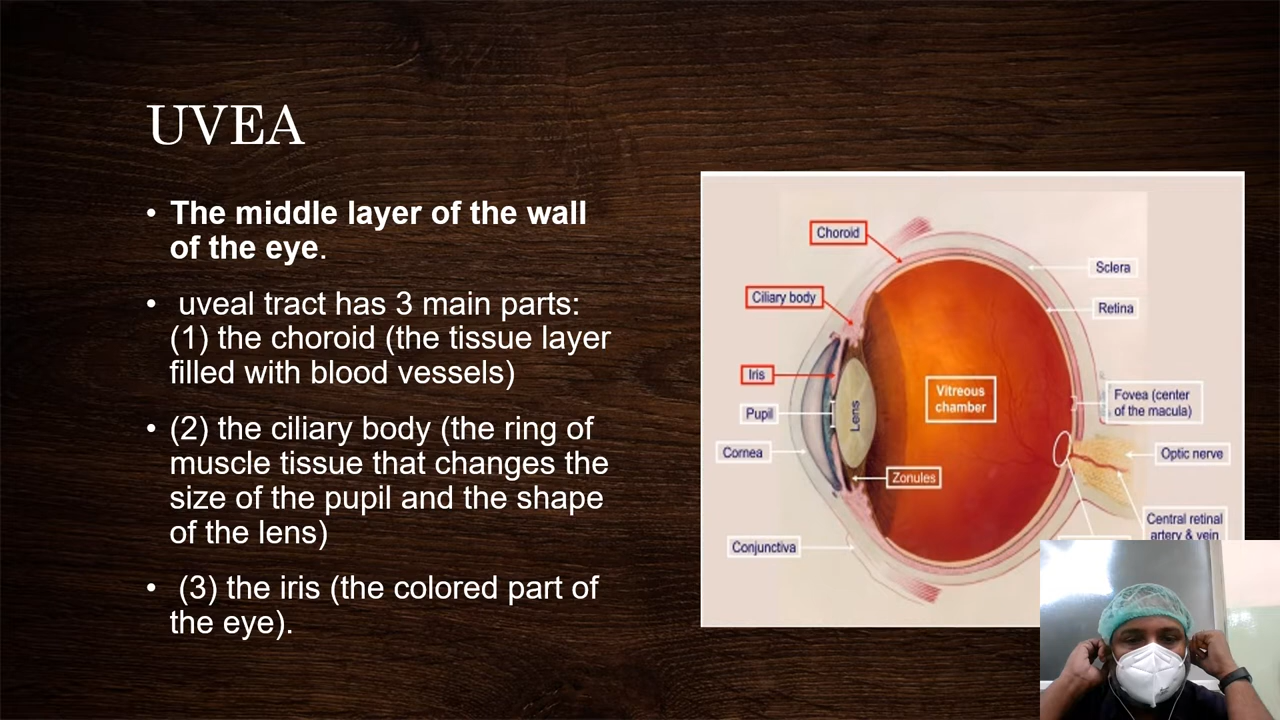 UVEA
• The middle layer of the wall
of the eye.
• uveal tract has 3 main parts:
(1) the choroid (the tissue layer
filled with blood vessels)
• (2) the ciliary body (the ring of
muscle tissue that changes the
size of the pupil and the shape
of the lens)
• (3) the iris (the colored part of
the eye).
Choroid
Sclera
Ciliary body
Retina
Iris
Vitreous
chamber
Fovea (center
of the macula)
Pupil
Lens
Cornea
Optic nerve
Zonules
Central retinal
artery & vein
Conjunctiva